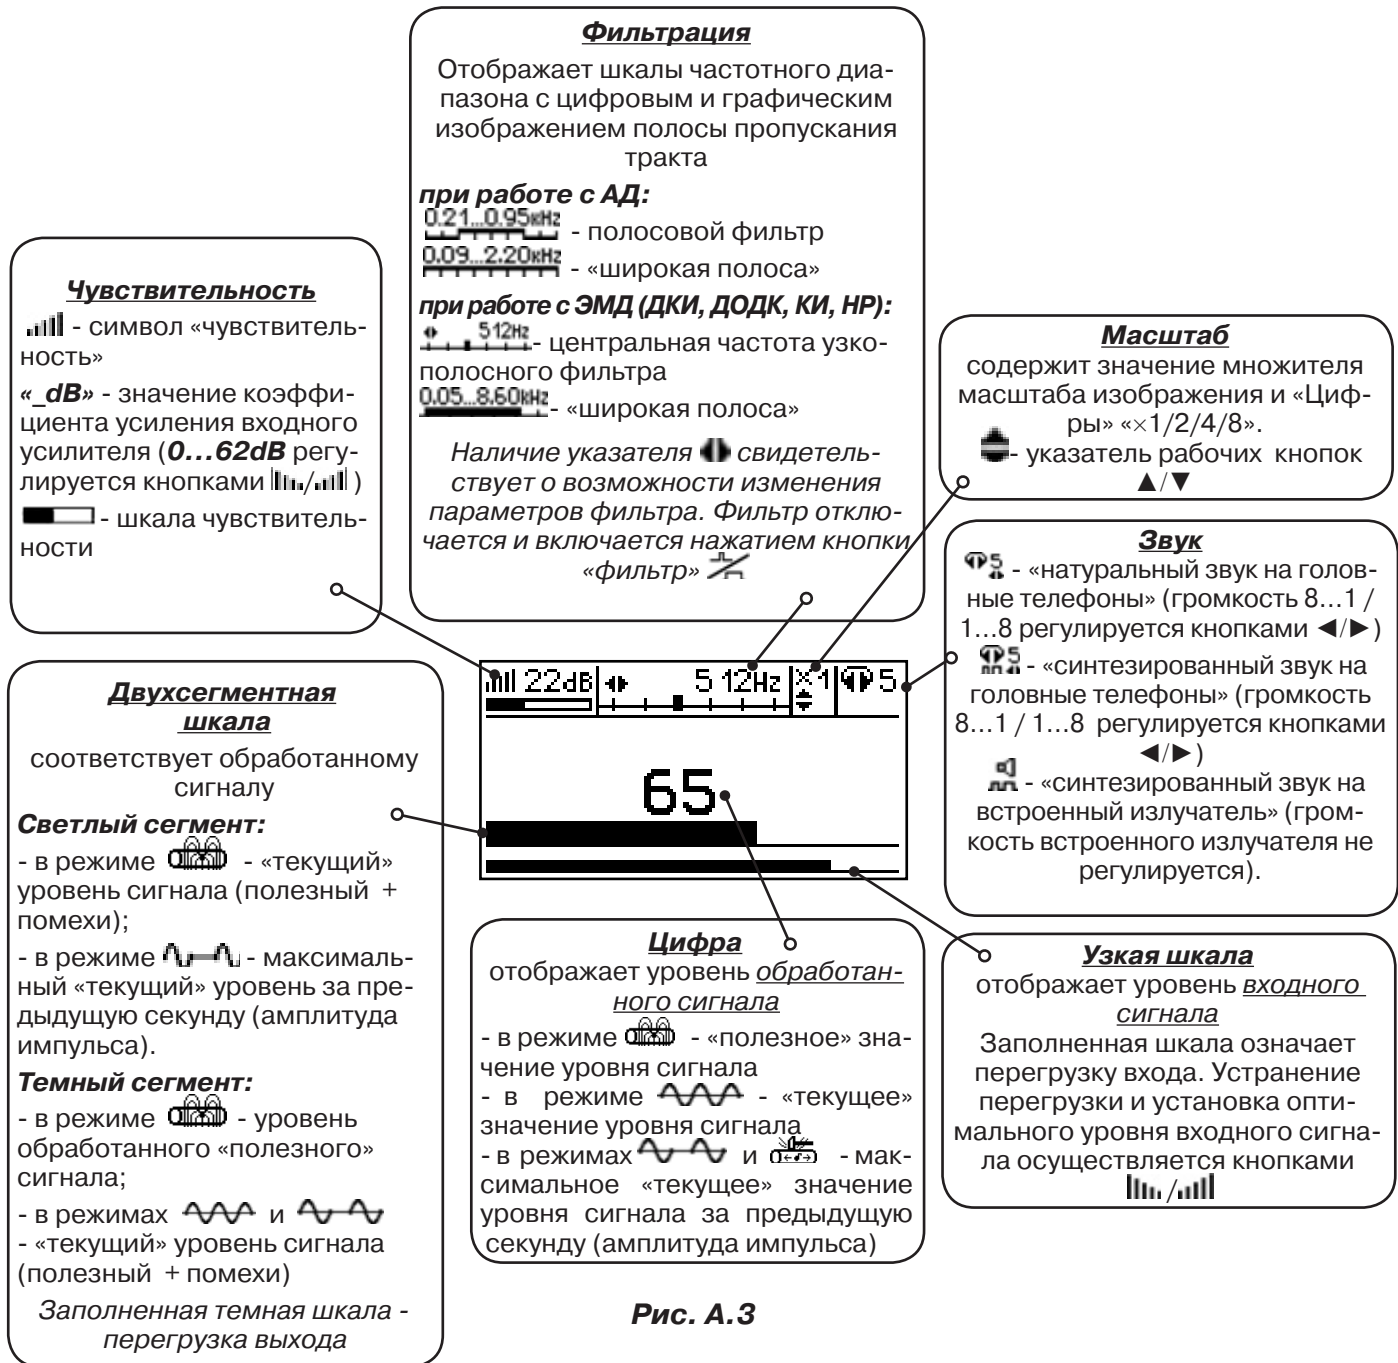 Фильтрация
Отображает шкалы частотного диа-
пазона с цифровым и графическим
изображением полосы пропускания
тракта
при работе с АД:
0.21...0.95кHz - полосовой фильтр
0.09...2.20кHz - «широкая полоса»
при работе с ЭМД (ДКИ, ДОДК, КИ, НР):
512Hz - центральная частота узко-
полосного фильтра
0.05...8.60кHz - «широкая полоса»
Наличие указателя свидетель-
ствует о возможности изменения
параметров фильтра. Фильтр отклю-
чается и включается нажатием кнопки
«фильтр»
Чувствительность
- символ «чувствитель-
ность»
«_dB» - значение коэффи-
циента усиления входного
усилителя (0...62dB регу-
лируется кнопками / )
- шкала чувствитель-
ности
Масштаб
содержит значение множителя
масштаба изображения и «Циф-
ры» «×1/2/4/8».
- указатель рабочих кнопок
▲/▼
Звук
5 - «натуральный звук на голов-
ные телефоны» (громкость 8...1 /
1...8 регулируется кнопками ◄/►)
5 - «синтезированный звук на
головные телефоны» (громкость
8...1 / 1...8 регулируется кнопками
◄/►)
- «синтезированный звук на
встроенный излучатель» (гром-
кость встроенного излучателя не
регулируется).
Двухсегментная
шкала
соответствует обработанному
сигналу
Светлый сегмент:
- в режиме - «текущий»
уровень сигнала (полезный +
помехи);
- в режиме - максималь-
ный «текущий» уровень за пре-
дыдущую секунду (амплитуда
импульса).
Темный сегмент:
- в режиме - уровень
обработанного «полезного»
сигнала;
- в режимах и
- «текущий» уровень сигнала
(полезный + помехи)
Заполненная темная шкала -
перегрузка выхода
22dB 512Hz ×1 5
65
Цифра
отображает уровень обработан-
ного сигнала
- в режиме - «полезное» зна-
чение уровня сигнала
- в режиме - «текущее»
значение уровня сигнала
- в режимах и - мак-
симальное «текущее» значение
уровня сигнала за предыдущую
секунду (амплитуда импульса)
Узкая шкала
отображает уровень входного
сигнала
Заполненная шкала означает
перегрузку входа. Устранение
перегрузки и установка опти-
мального уровня входного сигна-
ла осуществляется кнопками
/
Рис. А.3